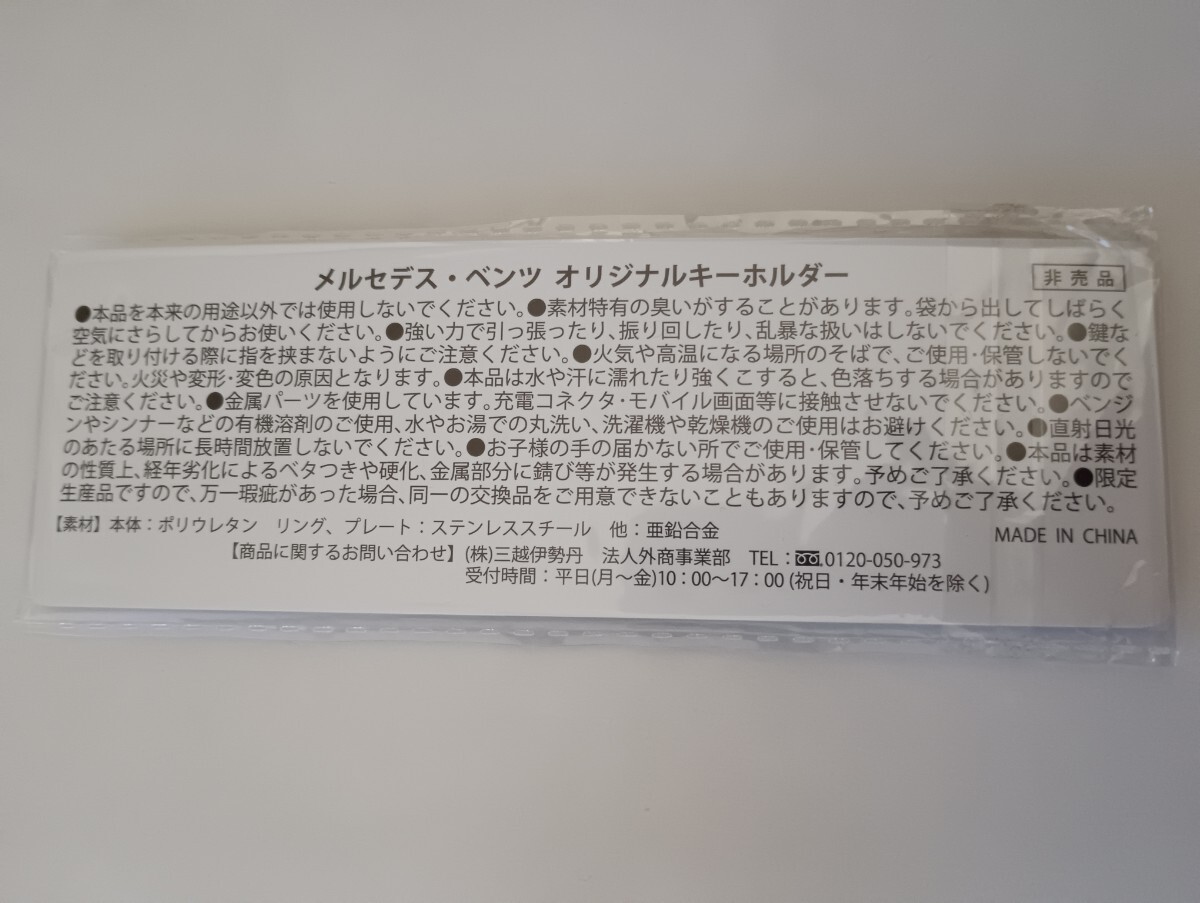 メルセデス・ベンツ オリジナルキーホルダー 非売品
●本品を本来の用途以外では使用しないでください。●素材特有の臭いがすることがあります。袋から出してしばらく
空気にさらしてからお使いください。●強い力で引っ張ったり、振り回したり、乱暴な扱いはしないでください。●鍵な
どを取り付ける際に指を挟まないようにご注意ください。●火気や高温になる場所のそばで、ご使用・保管しないでく
ださい。火災や変形・変色の原因となります。●本品は水や汗に濡れたり強くこすると、色落ちする場合がありますので
ご注意ください。●金属パーツを使用しています。充電コネクタ・モバイル画面等に接触させないでください。●ベンジ
ンやシンナーなどの有機溶剤のご使用、水やお湯での丸洗い、洗濯機や乾燥機のご使用はお避けください。●直射日光
のあたる場所に長時間放置しないでください。●お子様の手の届かない所でご使用・保管してください。●本品は素材
の性質上、経年劣化によるベタつきや硬化、金属部分に錆び等が発生する場合があります。予めご了承ください。●限定
生産品ですので、万一瑕疵があった場合、同一の交換品をご用意できないこともありますので、予めご了承ください。
【素材】本体：ポリウレタン リング、プレート：ステンレススチール 他：亜鉛合金
MADE IN CHINA
【商品に関するお問い合わせ】(株)三越伊勢丹 法人外商事業部 TEL：0120-050-973
受付時間：平日(月〜金)10：00〜17：00 (祝日・年末年始を除く)